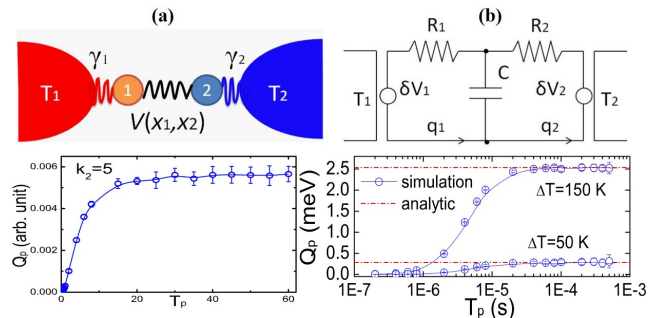 (a)
γ1 γ2
T1 1 2 T2
V(x1,x2)
(b)
R1 R2
C
T1 δV1 δV2 T2
q1 q2
k2=5
Qp (arb. unit)
0.006
0.004
0.002
0.000
0 20 40 60
Tp
Qp (meV)
2.5
2.0
1.5
1.0
0.5
0.0
simulation
analytic
ΔT=150 K
ΔT=50 K
1E-7 1E-6 1E-5 1E-4 1E-3
Tp (s)